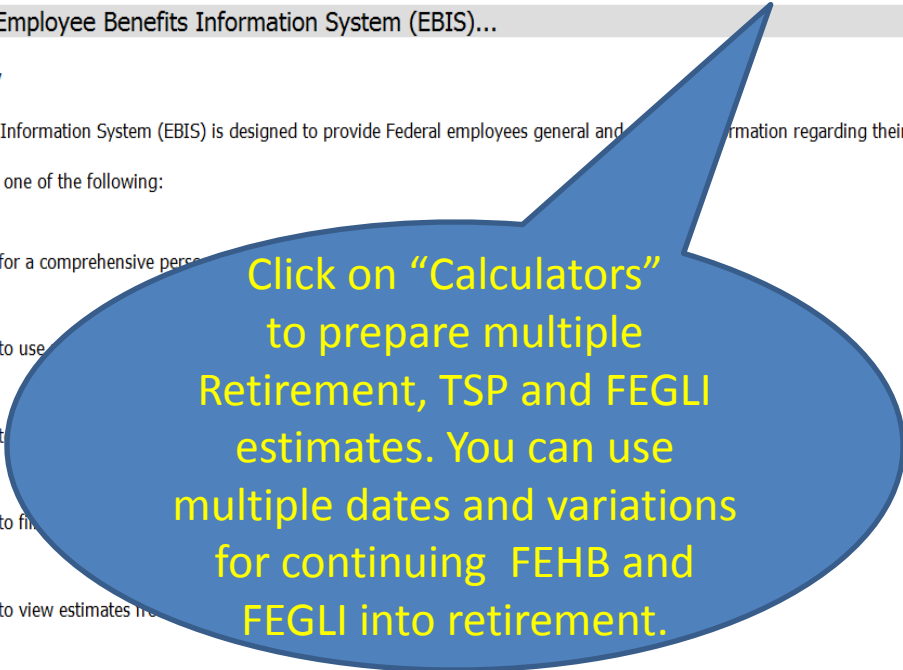 Employee Benefits Information System (EBIS)...
Information System (EBIS) is designed to provide Federal employees general and rmation regarding their
one of the following:
for a comprehensive pers
to use
Click on “Calculators”
to prepare multiple
Retirement, TSP and FEGLI
estimates. You can use
multiple dates and variations
for continuing FEHB and
FEGLI into retirement.
to fi
to view estimates